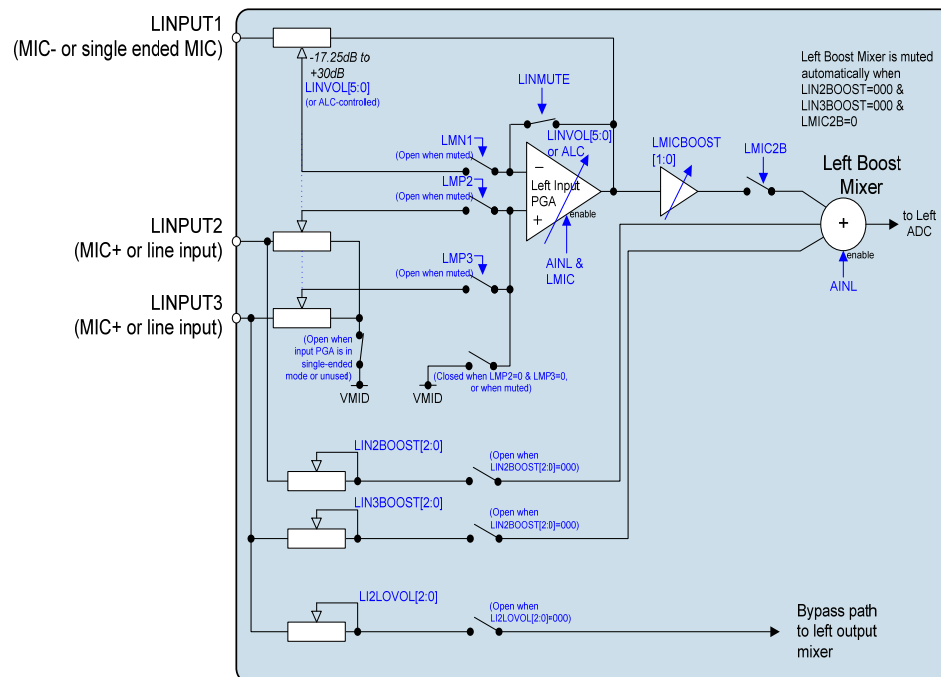 LINPUT1
(MIC- or single ended MIC)
-17.25dB to
+30dB
LINVOL[5:0]
(or ALC-controlled)
LINMUTE
Left Boost Mixer is muted
automatically when
LIN2BOOST=000 &
LIN3BOOST=000 &
LMIC2B=0
LMN1
(Open when muted)
LINVOL[5:0]
or ALC
LMICBOOST
[1:0]
LMIC2B
Left Boost
Mixer
LMP2
(Open when muted)
−
Left Input
PGA
+
enable
+
enable
to Left
ADC
LINPUT2
(MIC+ or line input)
LMP3
(Open when muted)
AINL &
LMIC
AINL
LINPUT3
(MIC+ or line input)
(Open when
input PGA is in
single-ended
mode or unused)
VMID
(Closed when LMP2=0 & LMP3=0,
or when muted)
VMID
LIN2BOOST[2:0]
(Open when
LIN2BOOST[2:0]=000)
LIN3BOOST[2:0]
(Open when
LIN2BOOST[2:0]=000)
LI2LOVOL[2:0]
(Open when
LI2LOVOL[2:0]=000)
Bypass path
to left output
mixer